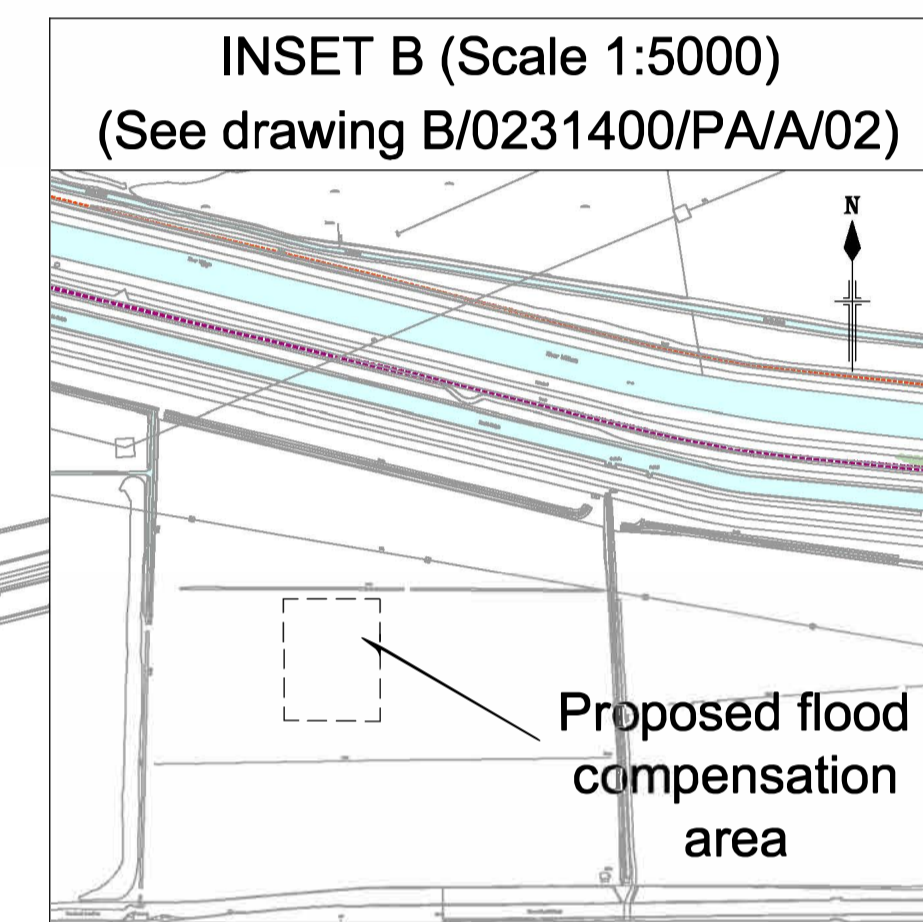 INSET B (Scale 1:5000)
(See drawing B/0231400/PA/A/02)
N
Proposed flood
compensation
area